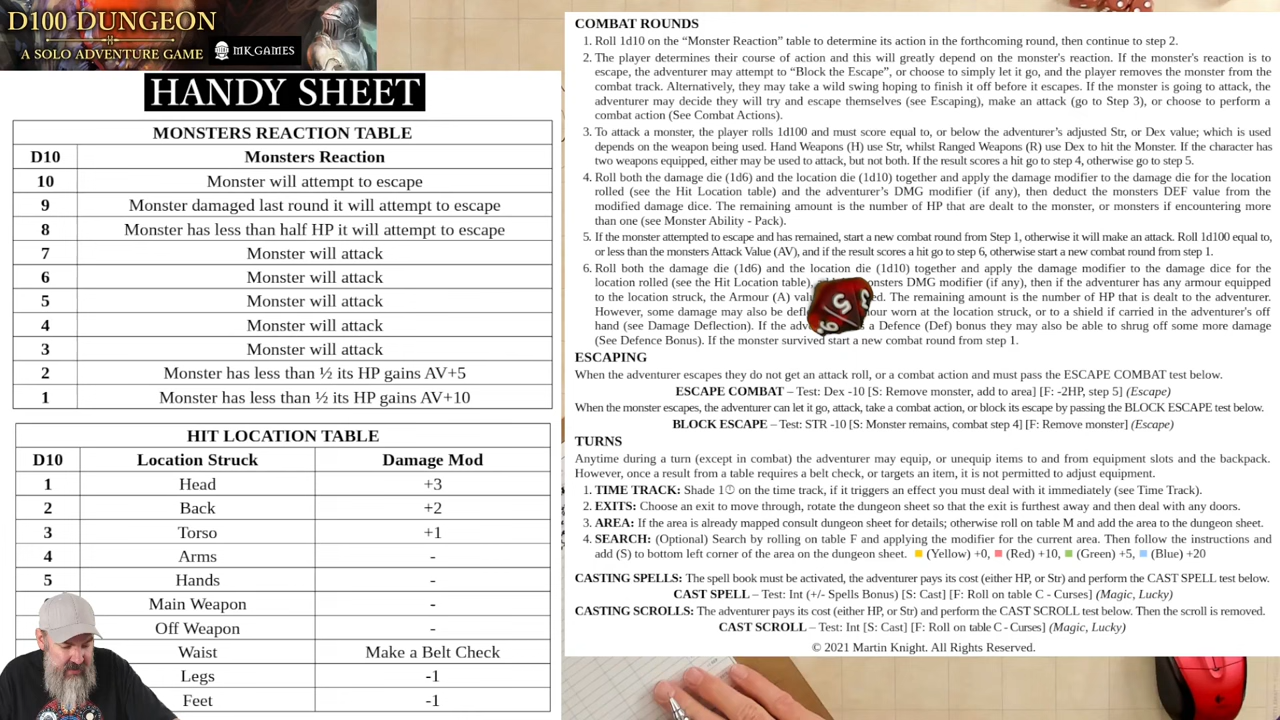 D100 DUNGEON
A SOLO ADVENTURE GAME
MK GAMES
HANDY SHEET
MONSTERS REACTION TABLE
D10 Monsters Reaction
10 Monster will attempt to escape
9 Monster damaged last round it will attempt to escape
8 Monster has less than half HP it will attempt to escape
7 Monster will attack
6 Monster will attack
5 Monster will attack
4 Monster will attack
3 Monster will attack
2 Monster has less than ½ its HP gains AV+5
1 Monster has less than ½ its HP gains AV+10
HIT LOCATION TABLE
D10 Location Struck Damage Mod
1 Head +3
2 Back +2
3 Torso +1
4 Arms -
5 Hands -
Main Weapon -
Off Weapon -
Waist Make a Belt Check
Legs -1
Feet -1
COMBAT ROUNDS
1. Roll 1d10 on the “Monster Reaction” table to determine its action in the forthcoming round, then continue to step 2.
2. The player determines their course of action and this will greatly depend on the monster's reaction. If the monster's reaction is to
escape, the adventurer may attempt to “Block the Escape”, or choose to simply let it go, and the player removes the monster from the
combat track. Alternatively, they may take a wild swing hoping to finish it off before it escapes. If the monster is going to attack, the
adventurer may decide they will try and escape themselves (see Escaping), make an attack (go to Step 3), or choose to perform a
combat action (See Combat Actions).
3. To attack a monster, the player rolls 1d100 and must score equal to, or below the adventurer’s adjusted Str, or Dex value; which is used
depends on the weapon being used. Hand Weapons (H) use Str, whilst Ranged Weapons (R) use Dex to hit the Monster. If the character has
two weapons equipped, either may be used to attack, but not both. If the result scores a hit go to step 4, otherwise go to step 5.
4. Roll both the damage die (1d6) and the location die (1d10) together and apply the damage modifier to the damage die for the location
rolled (see the Hit Location table) and the adventurer’s DMG modifier (if any), then deduct the monsters DEF value from the
modified damage dice. The remaining amount is the number of HP that are dealt to the monster, or monsters if encountering more
than one (see Monster Ability - Pack).
5. If the monster attempted to escape and has remained, start a new combat round from Step 1, otherwise it will make an attack. Roll 1d100 equal to,
or less than the monsters Attack Value (AV), and if the result scores a hit go to step 6, otherwise start a new combat round from step 1.
6. Roll both the damage die (1d6) and the location die (1d10) together and apply the damage modifier to the damage dice for the
location rolled (see the Hit Location table), monsters DMG modifier (if any), then if the adventurer has any armour equipped
to the location struck, the Armour (A) The remaining amount is the number of HP that is dealt to the adventurer.
However, some damage may also be worn at the location struck, or to a shield if carried in the adventurer's off
hand (see Damage Deflection). If the a Defence (Def) bonus they may also be able to shrug off some more damage
(See Defence Bonus). If the monster survived start a new combat round from step 1.
ESCAPING
When the adventurer escapes they do not get an attack roll, or a combat action and must pass the ESCAPE COMBAT test below.
ESCAPE COMBAT – Test: Dex -10 [S: Remove monster, add to area] [F: -2HP, step 5] (Escape)
When the monster escapes, the adventurer can let it go, attack, take a combat action, or block its escape by passing the BLOCK ESCAPE test below.
BLOCK ESCAPE – Test: STR -10 [S: Monster remains, combat step 4] [F: Remove monster] (Escape)
TURNS
Anytime during a turn (except in combat) the adventurer may equip, or unequip items to and from equipment slots and the backpack.
However, once a result from a table requires a belt check, or targets an item, it is not permitted to adjust equipment.
1. TIME TRACK: Shade 1 on the time track, if it triggers an effect you must deal with it immediately (see Time Track).
2. EXITS: Choose an exit to move through, rotate the dungeon sheet so that the exit is furthest away and then deal with any doors.
3. AREA: If the area is already mapped consult dungeon sheet for details; otherwise roll on table M and add the area to the dungeon sheet.
4. SEARCH: (Optional) Search by rolling on table F and applying the modifier for the current area. Then follow the instructions and
add (S) to bottom left corner of the area on the dungeon sheet. (Yellow) +0, (Red) +10, (Green) +5, (Blue) +20
CASTING SPELLS: The spell book must be activated, the adventurer pays its cost (either HP, or Str) and perform the CAST SPELL test below.
CAST SPELL – Test: Int (+/- Spells Bonus) [S: Cast] [F: Roll on table C - Curses] (Magic, Lucky)
CASTING SCROLLS: The adventurer pays its cost (either HP, or Str) and perform the CAST SCROLL test below. Then the scroll is removed.
CAST SCROLL – Test: Int [S: Cast] [F: Roll on table C - Curses] (Magic, Lucky)
© 2021 Martin Knight. All Rights Reserved.
5